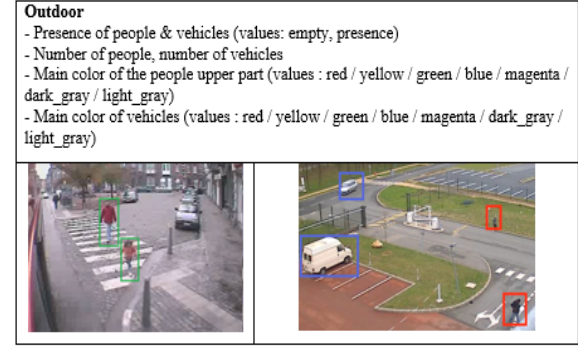 Outdoor
- Presence of people & vehicles (values: empty, presence)
- Number of people, number of vehicles
- Main color of the people upper part (values : red / yellow / green / blue / magenta /
dark_gray / light_gray)
- Main color of vehicles (values : red / yellow / green / blue / magenta / dark_gray /
light_gray)